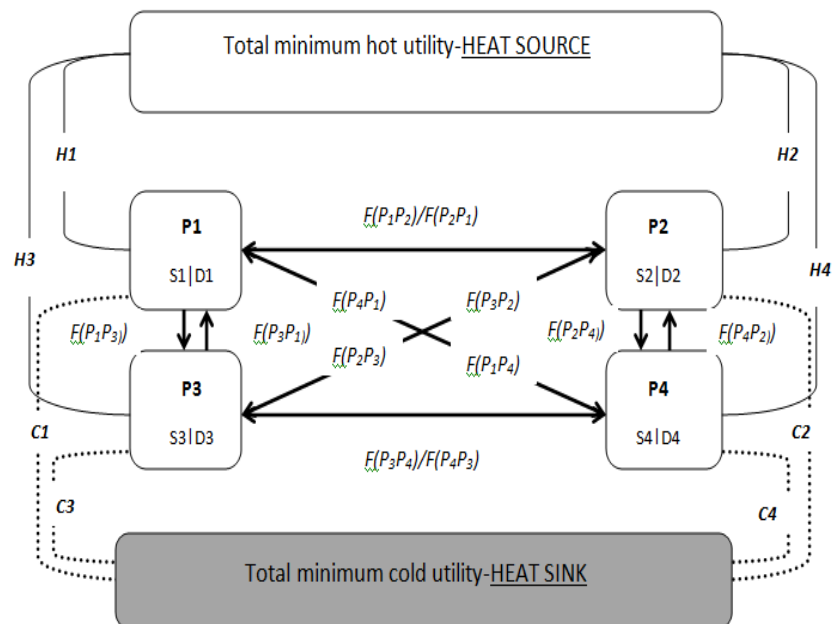 Total minimum hot utility-HEAT SOURCE
H1
H2
F(P₁P₂)/F(P₂P₁)
P1
P2
H3
H4
S1|D1
S2|D2
F(P₄P₁)
F(P₃P₂)
F(P₁P₃))
F(P₃P₁))
F(P₂P₄))
F(P₄P₂))
F(P₂P₃)
F(P₁P₄)
P3
P4
C1
C2
S3|D3
S4|D4
F(P₃P₄)/F(P₄P₃)
C3
C4
Total minimum cold utility-HEAT SINK